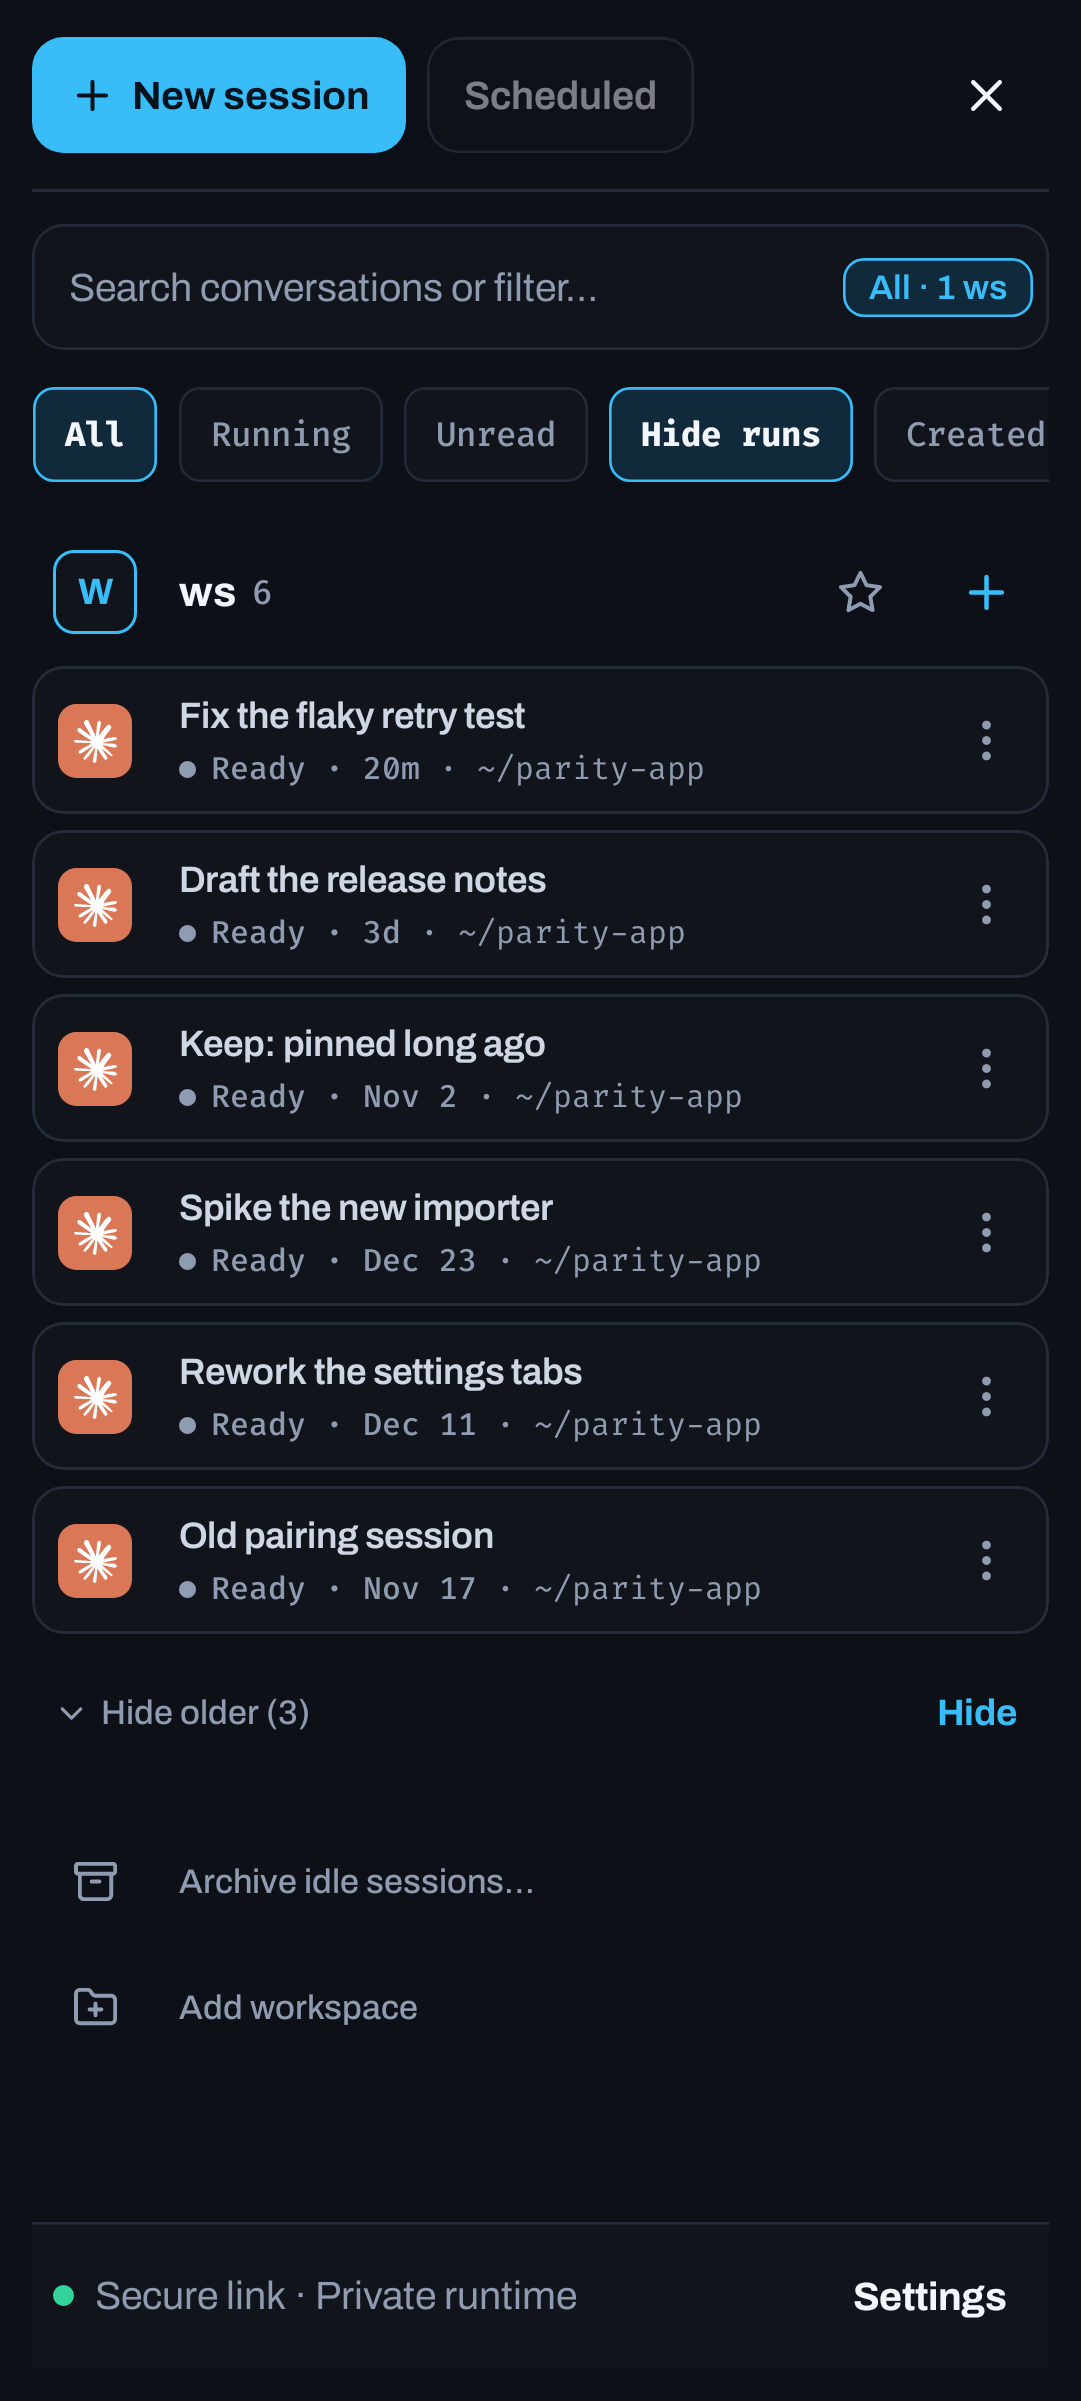 New session
Scheduled
Search conversations or filter...
All · 1 ws
All
Running
Unread
Hide runs
Created
W
ws 6
Fix the flaky retry test
Ready · 20m · ~/parity-app
Draft the release notes
Ready · 3d · ~/parity-app
Keep: pinned long ago
Ready · Nov 2 · ~/parity-app
Spike the new importer
Ready · Dec 23 · ~/parity-app
Rework the settings tabs
Ready · Dec 11 · ~/parity-app
Old pairing session
Ready · Nov 17 · ~/parity-app
Hide older (3)
Hide
Archive idle sessions...
Add workspace
Secure link · Private runtime
Settings